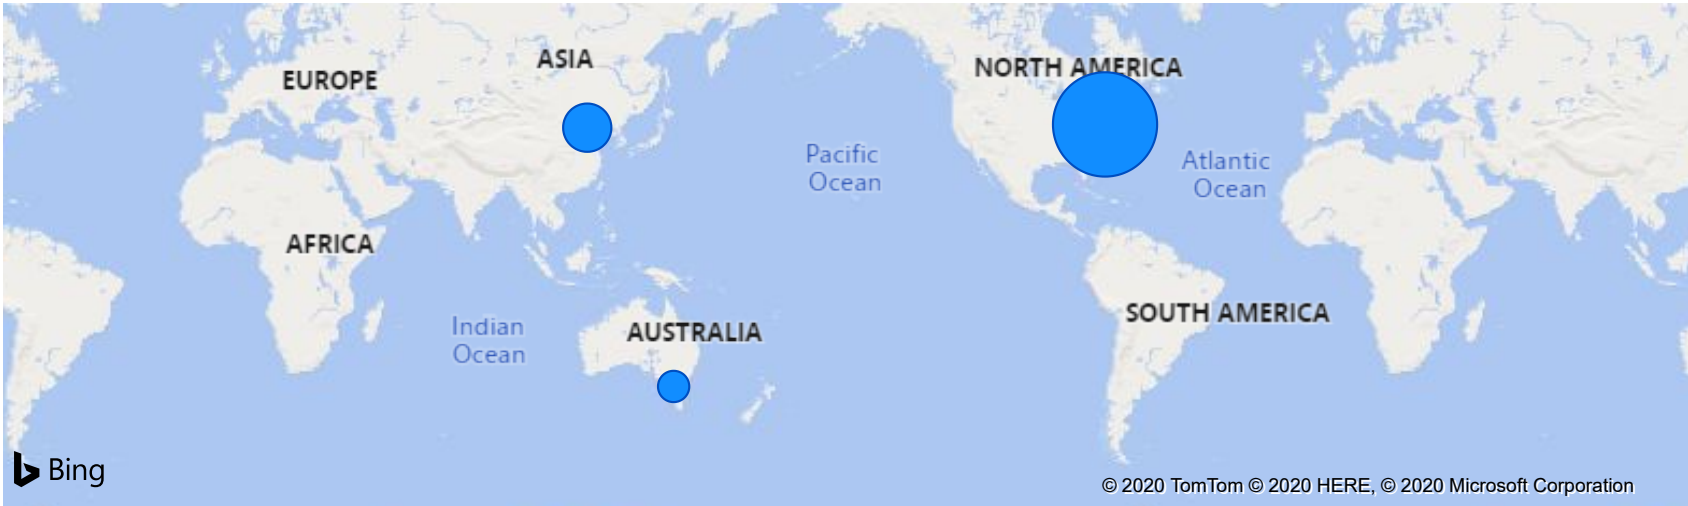 ASIA
NORTH AMERICA
EUROPE
Pacific
Ocean
Atlantic
Ocean
AFRICA
SOUTH AMERICA
Indian
Ocean
AUSTRALIA
Bing
© 2020 TomTom © 2020 HERE, © 2020 Microsoft Corporation